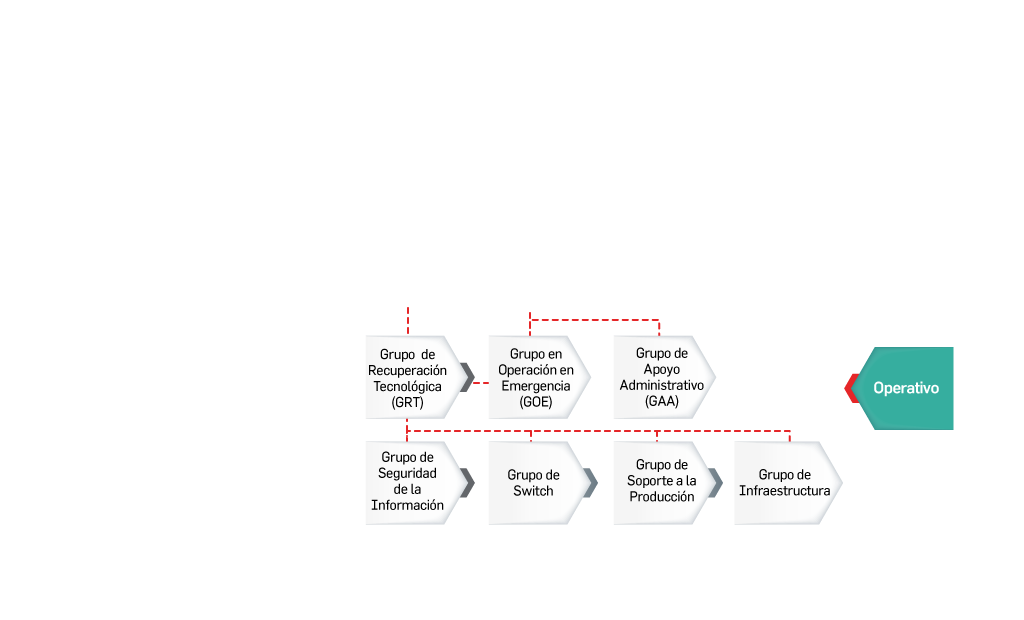 Grupo de
Recuperación
Tecnológica
(GRT)
Grupo en
Operación en
Emergencia
(GOE)
Grupo de
Apoyo
Administrativo
(GAA)
Operativo
Grupo de
Seguridad
de la
Información
Grupo de
Switch
Grupo de
Soporte a la
Producción
Grupo de
Infraestructura